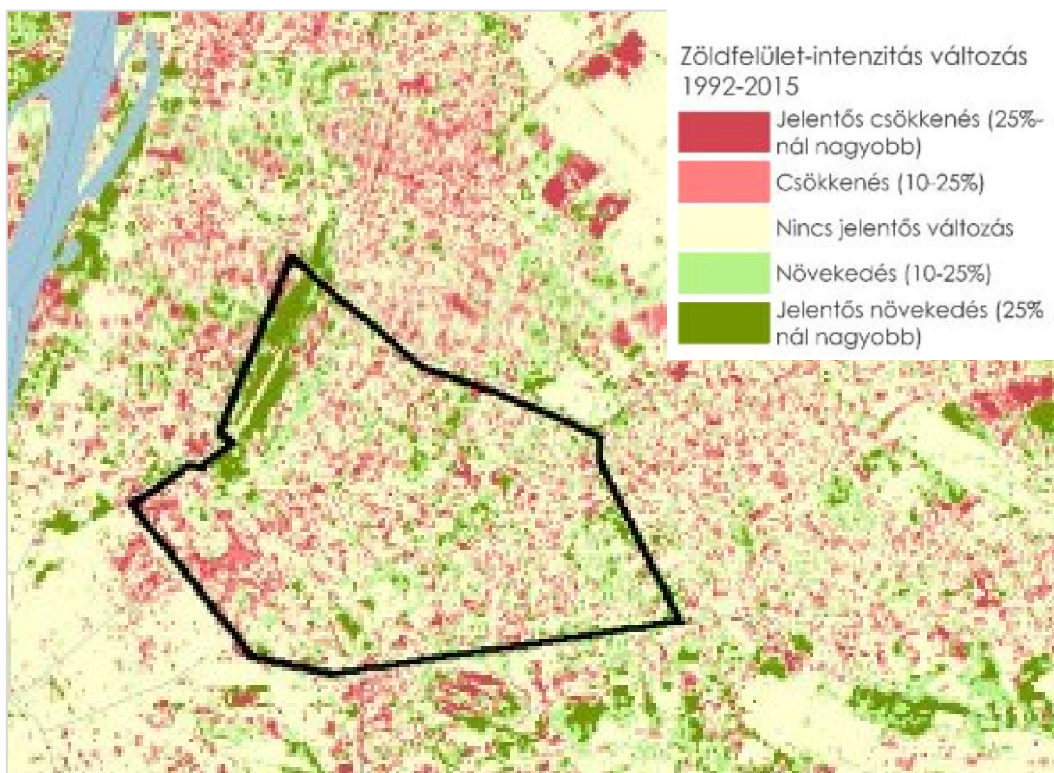 Zöldfelület-intenzitás változás
1992-2015
Jelentős csökkenés (25%-
nál nagyobb)
Csökkenés (10-25%)
Nincs jelentős változás
Növekedés (10-25%)
Jelentős növekedés (25%
nál nagyobb)